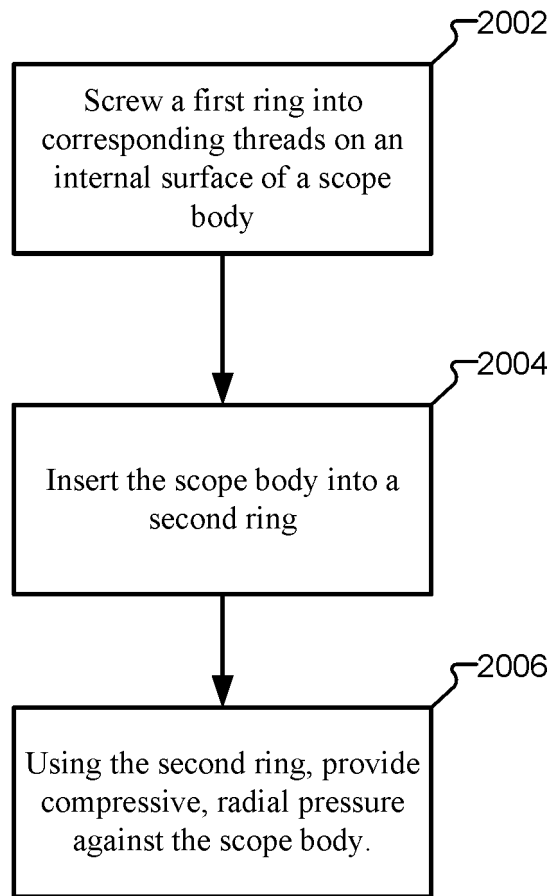 2002
Screw a first ring into
corresponding threads on an
internal surface of a scope
body
2004
Insert the scope body into a
second ring
2006
Using the second ring, provide
compressive, radial pressure
against the scope body.